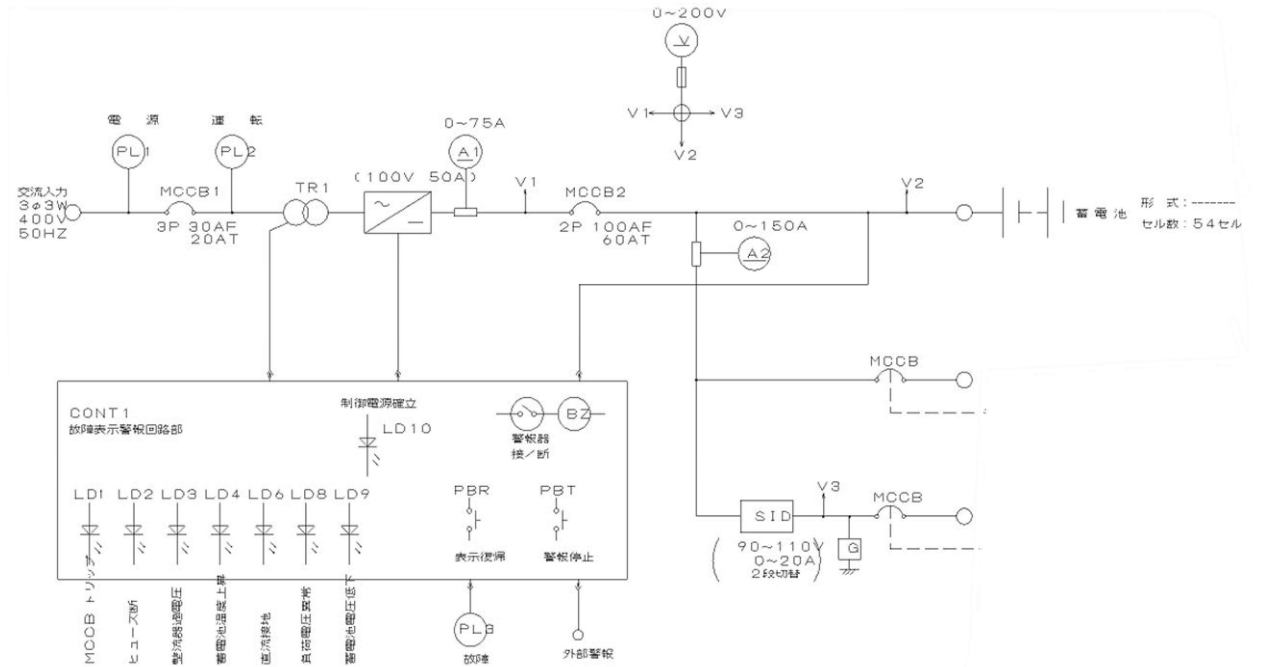 0~200V
V
V1
V3
V2
電 源
運 転
0~75A
PL1
PL2
A1
交流入力
3φ3W
400V
50HZ
MCCB1
3P 30AF
20AT
TR1
(100V 50A)
V1
MCCB2
2P 100AF
60AT
0~150A
A2
V2
蓄電池
形 式:-------
セル数:54セル
MCCB
CONT1
故障表示警報回路部
制御電源確立
LD10
BZ
警報器
接/断
LD1 LD2 LD3 LD4 LD6 LD8 LD9
PBR
PBT
表示復帰
警報停止
V3
MCCB
SID
90~110V
0~20A
2段切替
G
MCCB トリップ
ヒューズ断
整流器過電圧
蓄電池温度上昇
直流接地
負荷電圧異常
蓄電池電圧低下
PL8
故障
外部警報